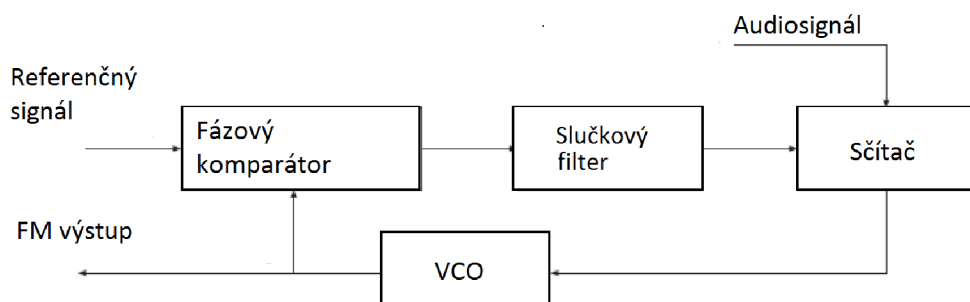 Audiosignál
Referenčný
signál
Fázový
komparátor
Slučkový
filter
Sčítač
FM výstup
VCO